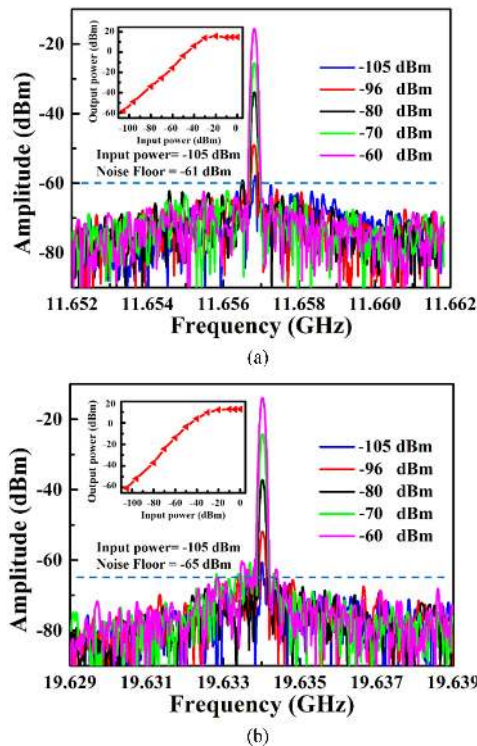 20
0
-20
-40
-60
-100 -80 -60 -40 -20 0
Input power (dBm)
Output power (dBm)
Input power= -105 dBm
Noise Floor = -61 dBm
-105 dBm
-96 dBm
-80 dBm
-70 dBm
-60 dBm
-20
-40
-60
-80
Amplitude (dBm)
11.652 11.654 11.656 11.658 11.660 11.662
Frequency (GHz)
(a)
20
0
-20
-40
-60
-100 -80 -60 -40 -20 0
Input power (dBm)
Output power (dBm)
Input power= -105 dBm
Noise Floor = -65 dBm
-105 dBm
-96 dBm
-80 dBm
-70 dBm
-60 dBm
-20
-40
-60
-80
Amplitude (dBm)
19.629 19.631 19.633 19.635 19.637 19.639
Frequency (GHz)
(b)